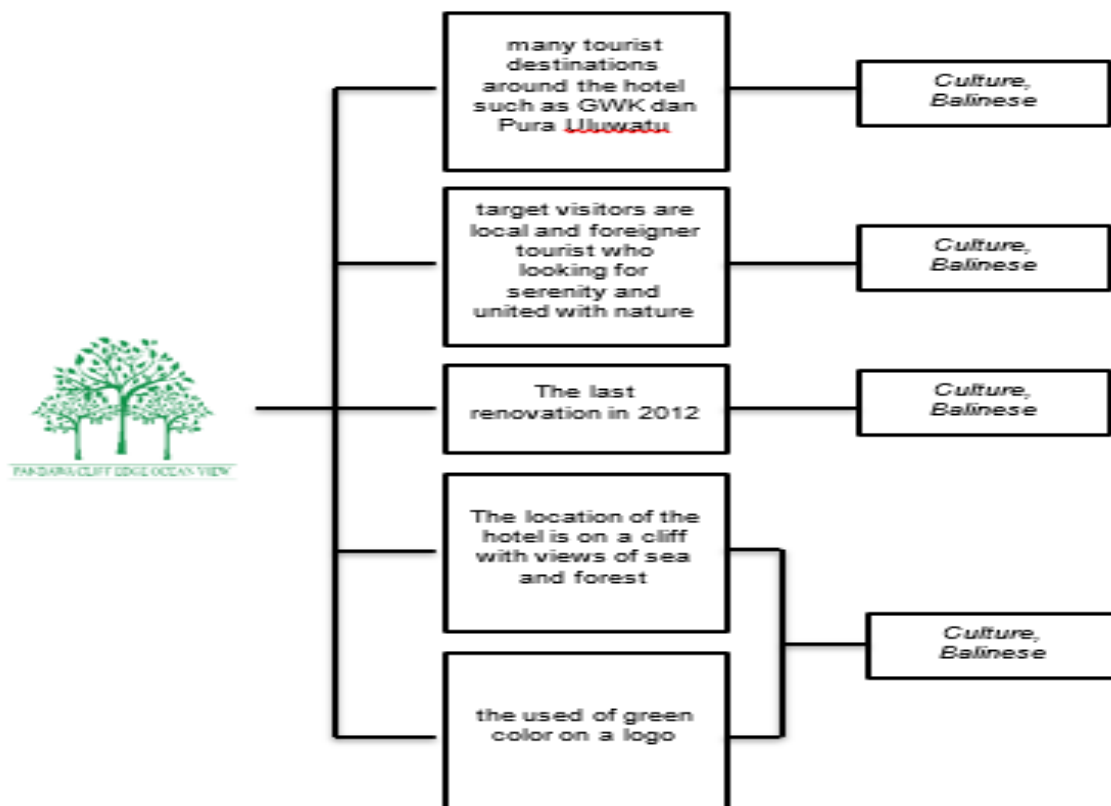 many tourist
destinations
around the hotel
such as GWK dan
Pura Uluwatu
Culture,
Balinese
target visitors are
local and foreigner
tourist who
looking for
serenity and
united with nature
Culture,
Balinese
The last
renovation in 2012
Culture,
Balinese
PANDAWA CLIFF EDGE OCEAN VIEW
The location of the
hotel is on a cliff
with views of sea
and forest
the used of green
color on a logo
Culture,
Balinese